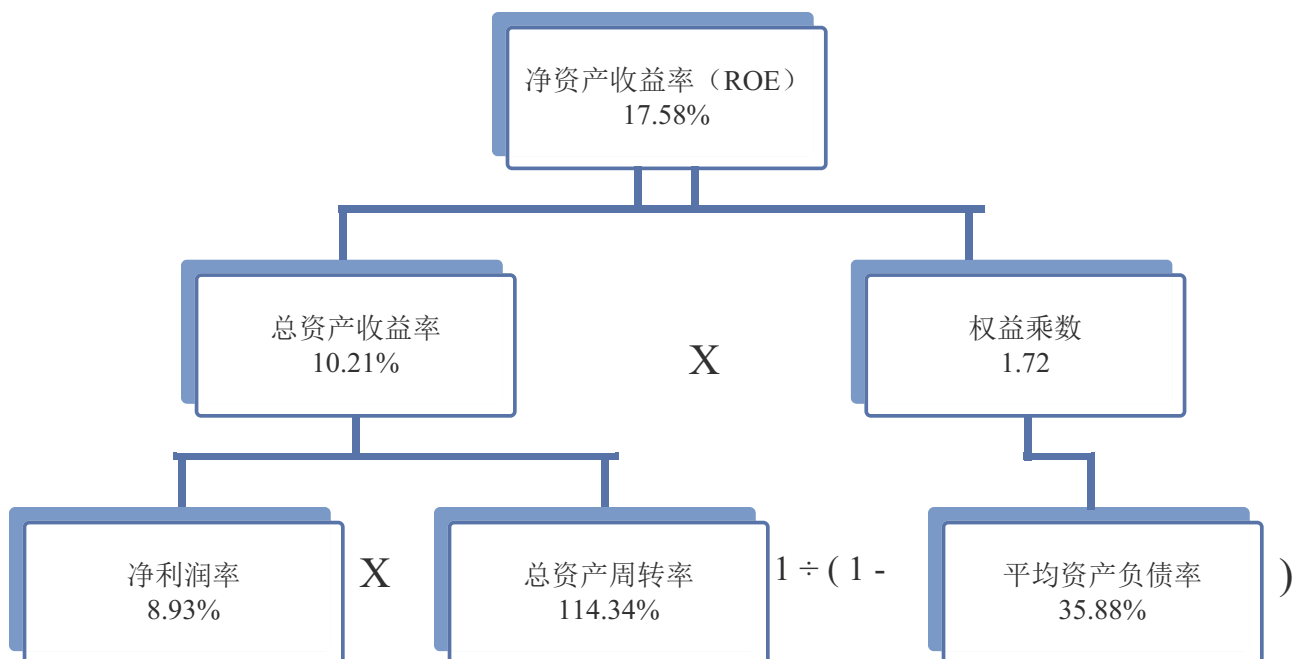 净资产收益率（ROE）
17.58%
总资产收益率
10.21%
X
权益乘数
1.72
净利润率
8.93%
X
总资产周转率
114.34%
1 ÷ ( 1 -
平均资产负债率
35.88%
)